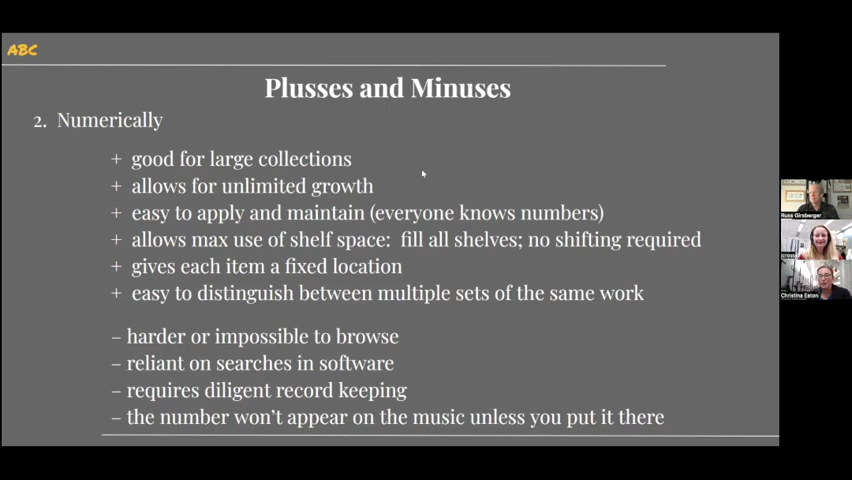 ABC
Plusses and Minuses
2. Numerically
+ good for large collections
+ allows for unlimited growth
+ easy to apply and maintain (everyone knows numbers)
+ allows max use of shelf space: fill all shelves; no shifting required
+ gives each item a fixed location
+ easy to distinguish between multiple sets of the same work
– harder or impossible to browse
– reliant on searches in software
– requires diligent record keeping
– the number won't appear on the music unless you put it there
Russ Girsberger
Christina Eaton